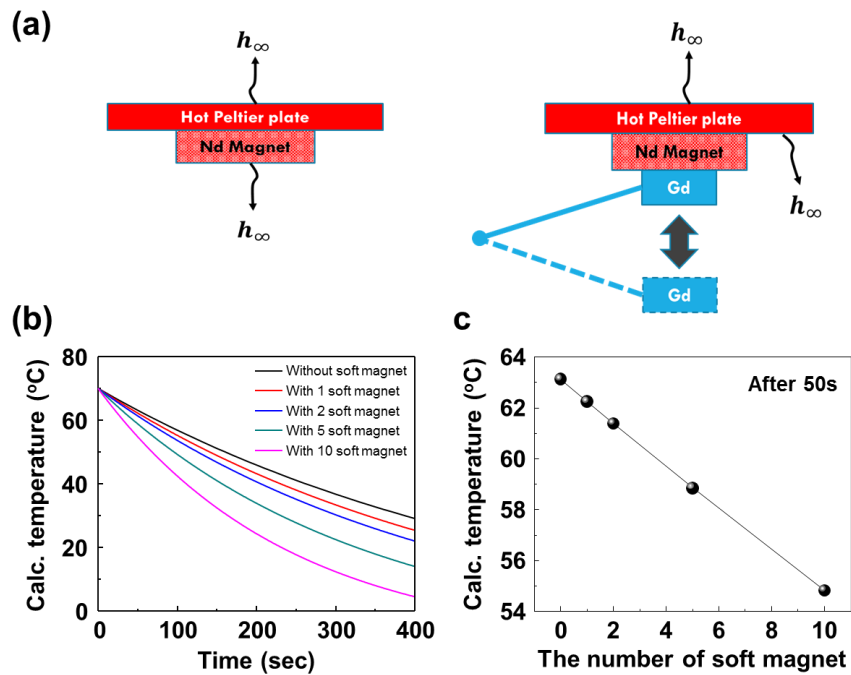 (a)
h∞
h∞
Hot Peltier plate
Hot Peltier plate
Nd Magnet
Nd Magnet
Gd
h∞
h∞
Gd
(b)
c
80
60
40
20
0
Calc. temperature (oC)
Without soft magnet
With 1 soft magnet
With 2 soft magnet
With 5 soft magnet
With 10 soft magnet
0 100 200 300 400
Time (sec)
64
62
60
58
56
54
Calc. temperature (oC)
After 50s
0 2 4 6 8 10
The number of soft magnet